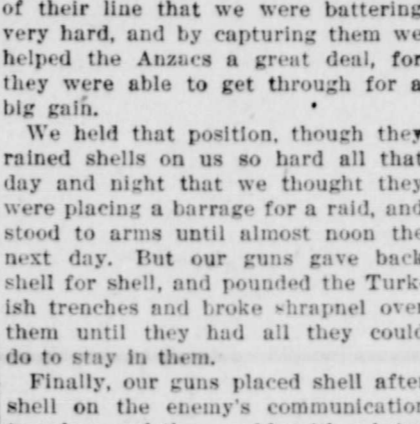 of their line that we were battering
very hard, and by capturing them we
helped the Anzacs a great deal, for
they were able to get through for a
big gain.
We held that position, though they
rained shells on us so hard all that
day and night that we thought they
were placing a barrage for a raid, and
stood to arms until almost noon the
next day. But our guns gave back
shell for shell, and pounded the Turk-
ish trenches and broke shrapnel over
them until they had all they could
do to stay in them.
Finally, our guns placed shell after
shell on the enemy's communication